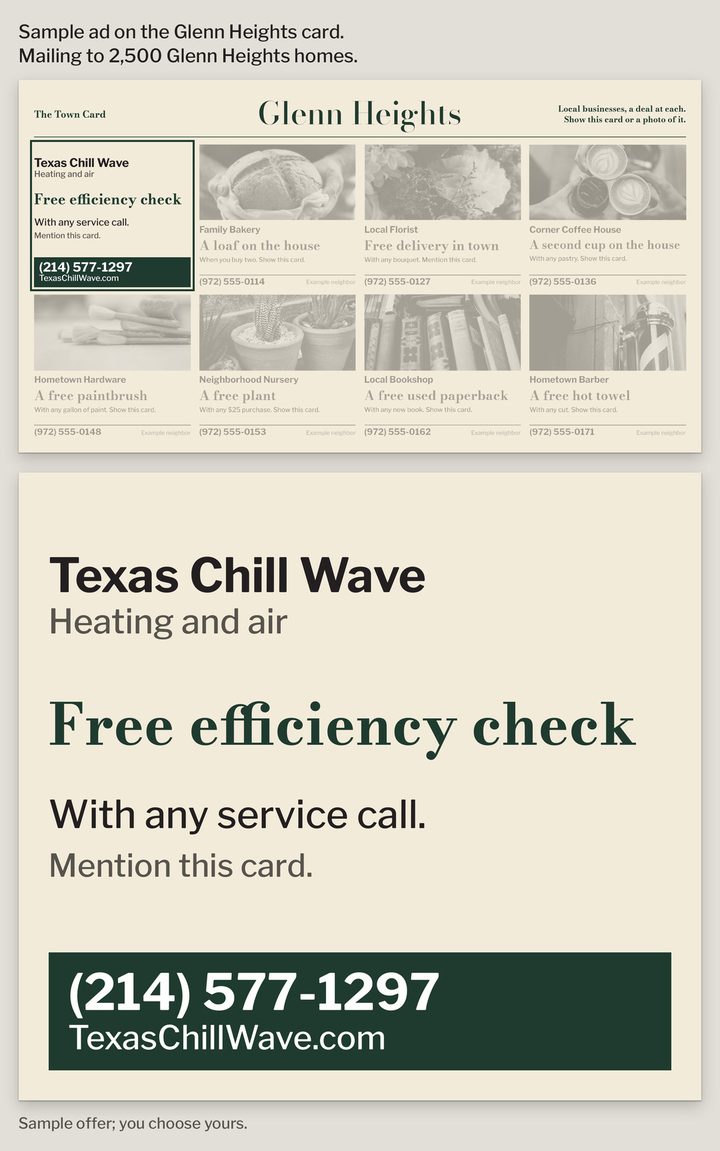 Sample ad on the Glenn Heights card.
Mailing to 2,500 Glenn Heights homes.
The Town Card
Glenn Heights
Local businesses, a deal at each.
Show this card or a photo of it.
Texas Chill Wave
Heating and air
Free efficiency check
With any service call.
Mention this card.
(214) 577-1297
TexasChillWave.com
Family Bakery
A loaf on the house
When you buy two. Show this card.
(972) 555-0114
Example neighbor
Local Florist
Free delivery in town
With any bouquet. Mention this card.
(972) 555-0127
Example neighbor
Corner Coffee House
A second cup on the house
With any pastry. Show this card.
(972) 555-0136
Example neighbor
Hometown Hardware
A free paintbrush
With any gallon of paint. Show this card.
(972) 555-0148
Example neighbor
Neighborhood Nursery
A free plant
With any $25 purchase. Show this card.
(972) 555-0153
Example neighbor
Local Bookshop
A free used paperback
With any new book. Show this card.
(972) 555-0162
Example neighbor
Hometown Barber
A free hot towel
With any cut. Show this card.
(972) 555-0171
Example neighbor
Texas Chill Wave
Heating and air
Free efficiency check
With any service call.
Mention this card.
(214) 577-1297
TexasChillWave.com
Sample offer; you choose yours.